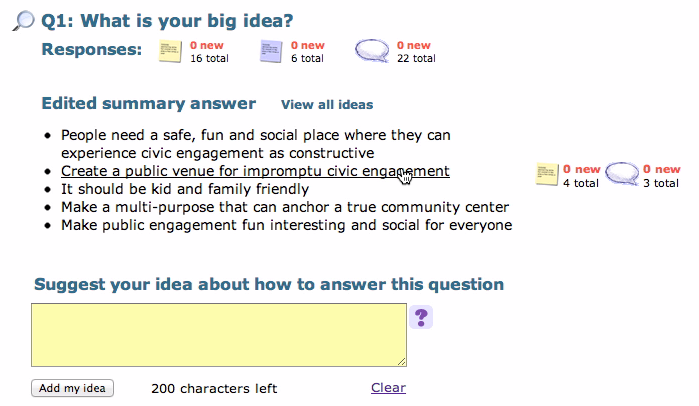 Q1: What is your big idea?
Responses: 0 new 0 new 0 new
16 total 6 total 22 total
Edited summary answer View all ideas
• People need a safe, fun and social place where they can
experience civic engagement as constructive
• Create a public venue for impromptu civic engagement
0 new 0 new
4 total 3 total
• It should be kid and family friendly
• Make a multi-purpose that can anchor a true community center
• Make public engagement fun interesting and social for everyone
Suggest your idea about how to answer this question
?
Add my idea 200 characters left Clear